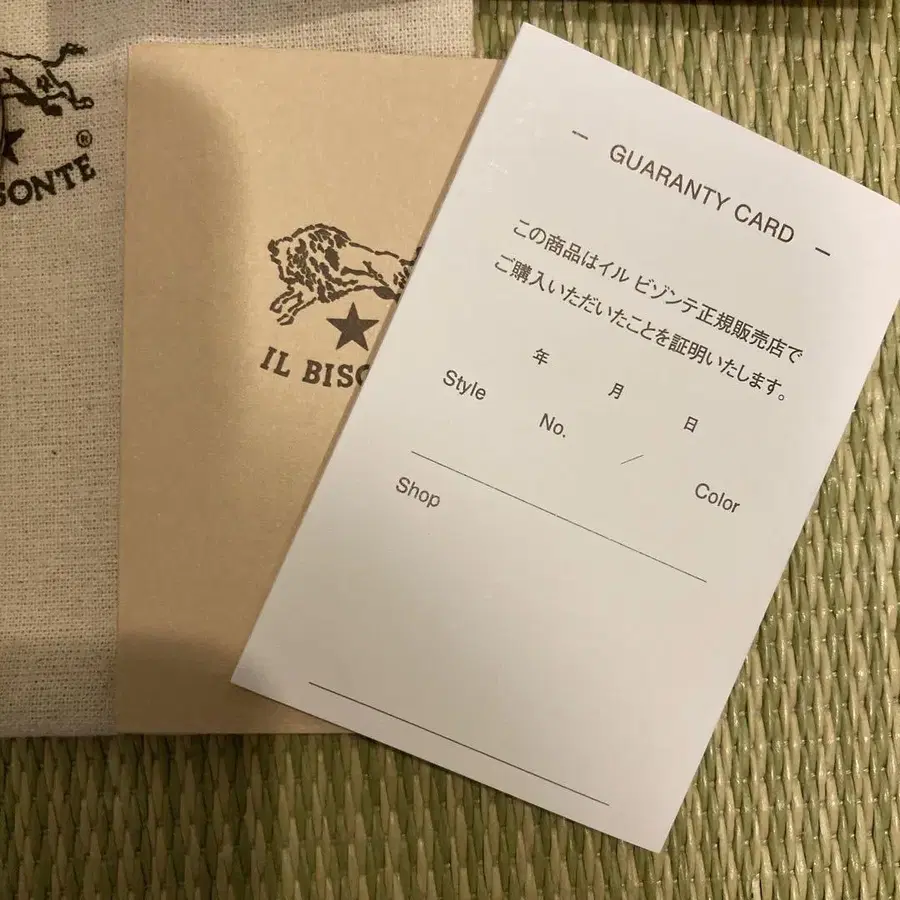 ®
SONTE
IL BISO
— GUARANTY CARD —
この商品はイル ビゾンテ正規販売店で
ご購入いただいたことを証明いたします。
年 月 日
Style No. / Color
Shop